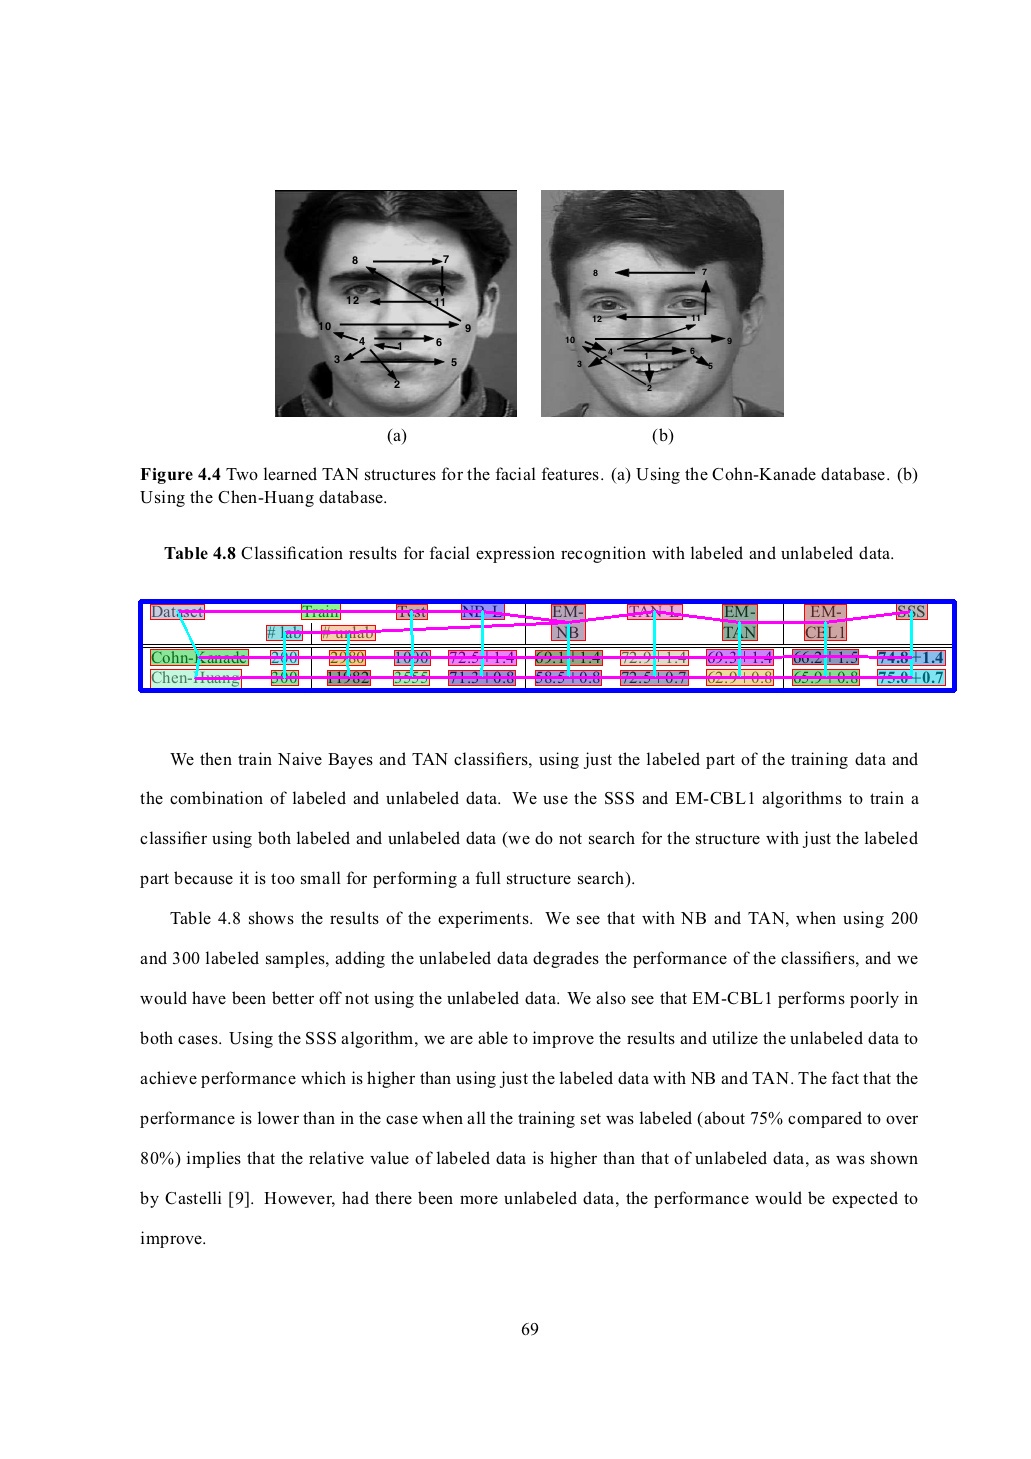 8 7
12 11
10 9
4 1 6
3 5
2
8 7
12 11
10 9
4 1 6
3 5
2
(a) (b)
Figure 4.4 Two learned TAN structures for the facial features. (a) Using the Cohn-Kanade database. (b)
Using the Chen-Huang database.
Table 4.8 Classification results for facial expression recognition with labeled and unlabeled data.
Dataset Train Test NB-L EM- TAN-L EM- EM- SSS
# lab # unlab NB TAN CBL1
Cohn-Kanade 200 2980 1030 72.5±1.4 69.1±1.4 72.9±1.4 69.3±1.4 66.2±1.5 74.8±1.4
Chen-Huang 300 11982 3555 71.3±0.8 58.5±0.8 72.5±0.7 62.9±0.8 65.9±0.8 75.0±0.7
We then train Naive Bayes and TAN classifiers, using just the labeled part of the training data and
the combination of labeled and unlabeled data. We use the SSS and EM-CBL1 algorithms to train a
classifier using both labeled and unlabeled data (we do not search for the structure with just the labeled
part because it is too small for performing a full structure search).
Table 4.8 shows the results of the experiments. We see that with NB and TAN, when using 200
and 300 labeled samples, adding the unlabeled data degrades the performance of the classifiers, and we
would have been better off not using the unlabeled data. We also see that EM-CBL1 performs poorly in
both cases. Using the SSS algorithm, we are able to improve the results and utilize the unlabeled data to
achieve performance which is higher than using just the labeled data with NB and TAN. The fact that the
performance is lower than in the case when all the training set was labeled (about 75% compared to over
80%) implies that the relative value of labeled data is higher than that of unlabeled data, as was shown
by Castelli [9]. However, had there been more unlabeled data, the performance would be expected to
improve.
69